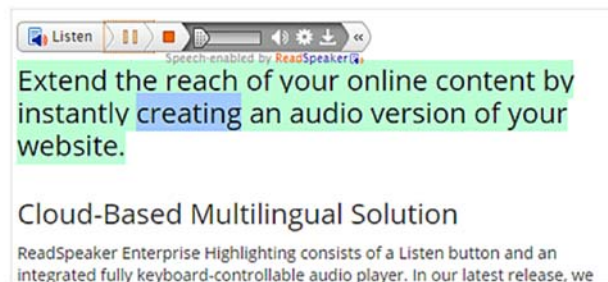 Listen
Speech-enabled by ReadSpeaker
Extend the reach of your online content by
instantly creating an audio version of your
website.
Cloud-Based Multilingual Solution
ReadSpeaker Enterprise Highlighting consists of a Listen button and an
integrated fully keyboard-controllable audio player. In our latest release, we